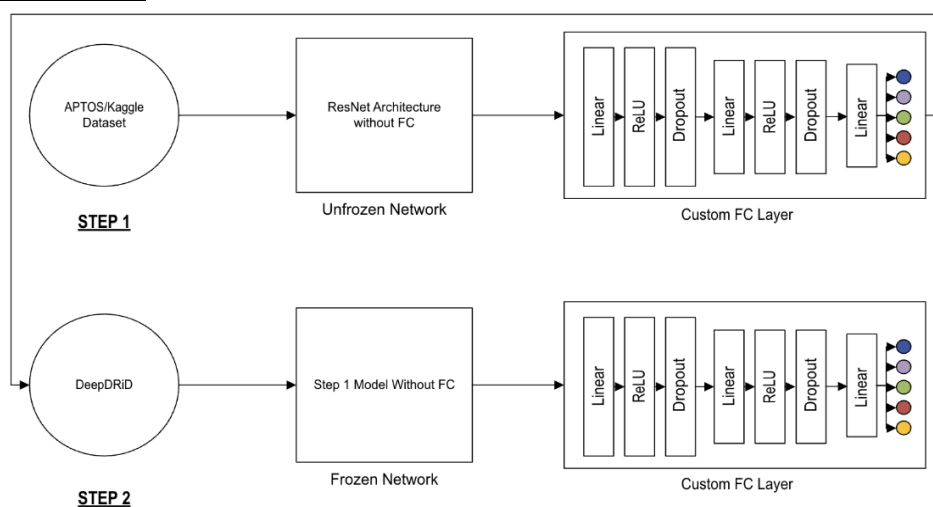 APTOS/Kaggle
Dataset
ResNet Architecture
without FC
Linear
ReLU
Dropout
Linear
ReLU
Dropout
Linear
Unfrozen Network
Custom FC Layer
STEP 1
DeepDRiD
Step 1 Model Without FC
Linear
ReLU
Dropout
Linear
ReLU
Dropout
Linear
Frozen Network
Custom FC Layer
STEP 2